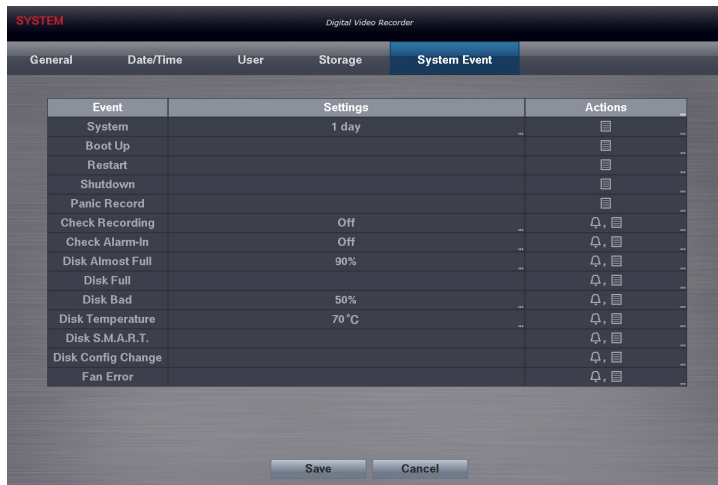 SYSTEM
Digital Video Recorder
General Date/Time User Storage System Event
Event Settings Actions
System 1 day
Boot Up
Restart
Shutdown
Panic Record
Check Recording Off
Check Alarm-In Off
Disk Almost Full 90%
Disk Full
Disk Bad 50%
Disk Temperature 70°C
Disk S.M.A.R.T.
Disk Config Change
Fan Error
Save Cancel